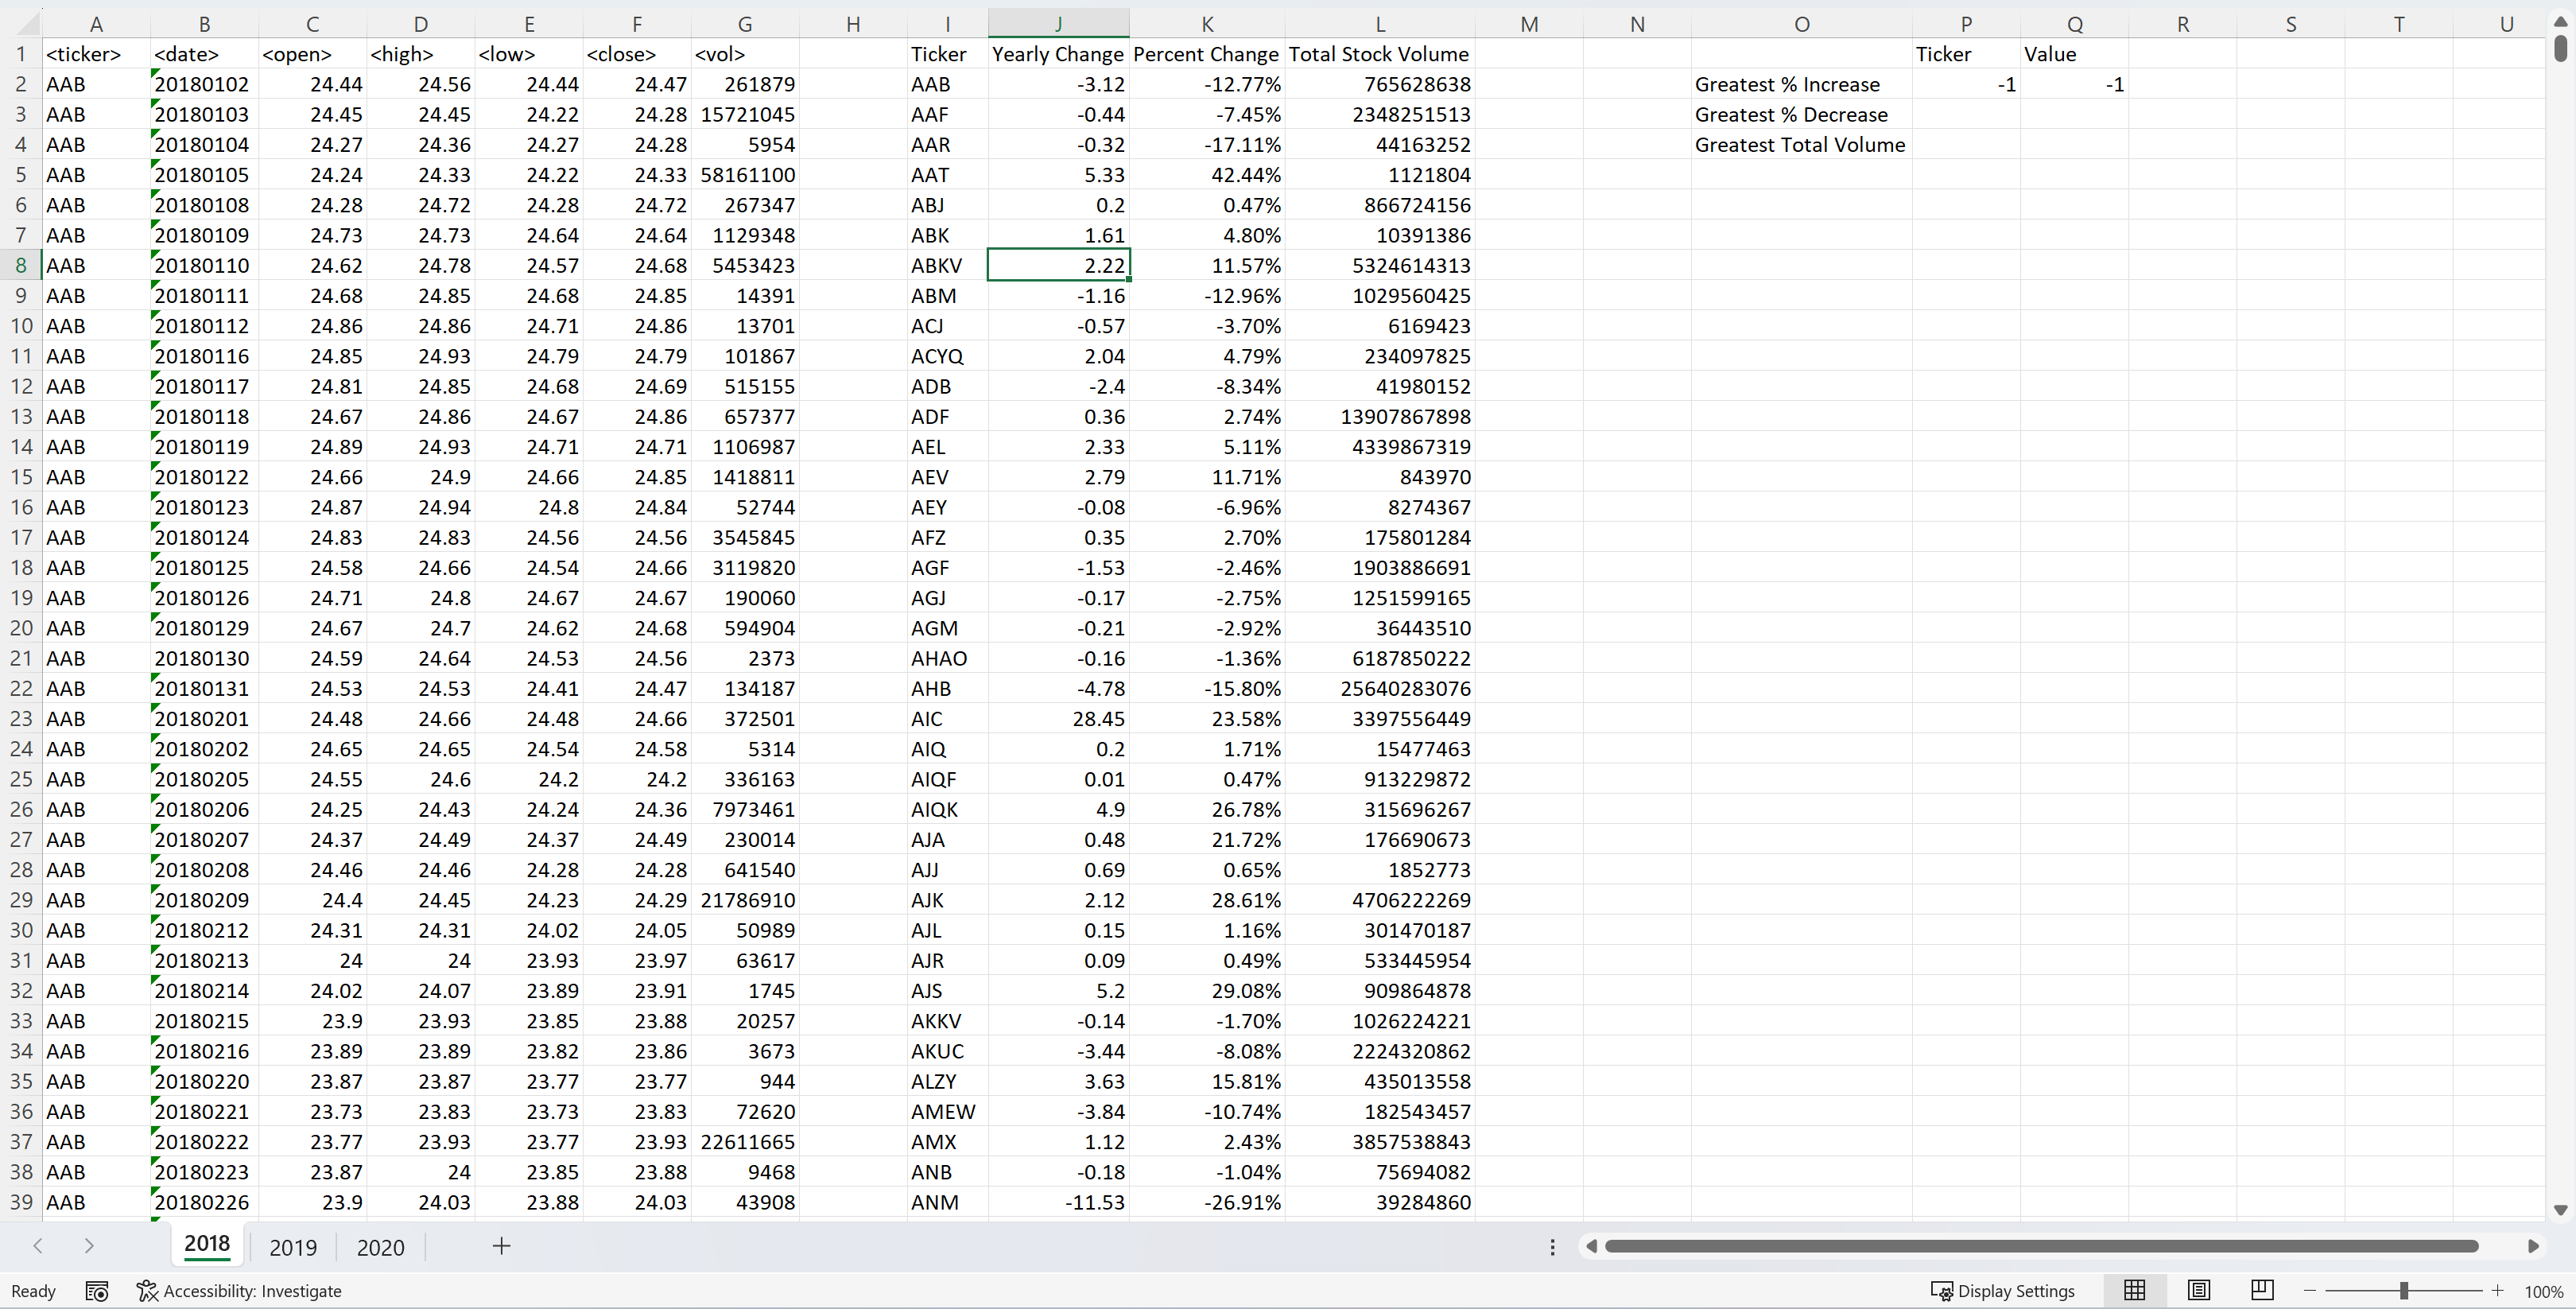 A B C D E F G H I J K L M N O P Q R S T U
1 <ticker> <date> <open> <high> <low> <close> <vol> Ticker Yearly Change Percent Change Total Stock Volume Ticker Value
2 AAB 20180102 24.44 24.56 24.44 24.47 261879 AAB -3.12 -12.77% 765628638 Greatest % Increase -1 -1
3 AAB 20180103 24.45 24.45 24.22 24.28 15721045 AAF -0.44 -7.45% 2348251513 Greatest % Decrease
4 AAB 20180104 24.27 24.36 24.27 24.28 5954 AAR -0.32 -17.11% 44163252 Greatest Total Volume
5 AAB 20180105 24.24 24.33 24.22 24.33 58161100 AAT 5.33 42.44% 1121804
6 AAB 20180108 24.28 24.72 24.28 24.72 267347 ABJ 0.2 0.47% 866724156
7 AAB 20180109 24.73 24.73 24.64 24.64 1129348 ABK 1.61 4.80% 10391386
8 AAB 20180110 24.62 24.78 24.57 24.68 5453423 ABKV 2.22 11.57% 5324614313
9 AAB 20180111 24.68 24.85 24.68 24.85 14391 ABM -1.16 -12.96% 1029560425
10 AAB 20180112 24.86 24.86 24.71 24.86 13701 ACJ -0.57 -3.70% 6169423
11 AAB 20180116 24.85 24.93 24.79 24.79 101867 ACYQ 2.04 4.79% 234097825
12 AAB 20180117 24.81 24.85 24.68 24.69 515155 ADB -2.4 -8.34% 41980152
13 AAB 20180118 24.67 24.86 24.67 24.86 657377 ADF 0.36 2.74% 13907867898
14 AAB 20180119 24.89 24.93 24.71 24.71 1106987 AEL 2.33 5.11% 4339867319
15 AAB 20180122 24.66 24.9 24.66 24.85 1418811 AEV 2.79 11.71% 843970
16 AAB 20180123 24.87 24.94 24.8 24.84 52744 AEY -0.08 -6.96% 8274367
17 AAB 20180124 24.83 24.83 24.56 24.56 3545845 AFZ 0.35 2.70% 175801284
18 AAB 20180125 24.58 24.66 24.54 24.66 3119820 AGF -1.53 -2.46% 1903886691
19 AAB 20180126 24.71 24.8 24.67 24.67 190060 AGJ -0.17 -2.75% 1251599165
20 AAB 20180129 24.67 24.7 24.62 24.68 594904 AGM -0.21 -2.92% 36443510
21 AAB 20180130 24.59 24.64 24.53 24.56 2373 AHAO -0.16 -1.36% 6187850222
22 AAB 20180131 24.53 24.53 24.41 24.47 134187 AHB -4.78 -15.80% 25640283076
23 AAB 20180201 24.48 24.66 24.48 24.66 372501 AIC 28.45 23.58% 3397556449
24 AAB 20180202 24.65 24.65 24.54 24.58 5314 AIQ 0.2 1.71% 15477463
25 AAB 20180205 24.55 24.6 24.2 24.2 336163 AIQF 0.01 0.47% 913229872
26 AAB 20180206 24.25 24.43 24.24 24.36 7973461 AIQK 4.9 26.78% 315696267
27 AAB 20180207 24.37 24.49 24.37 24.49 230014 AJA 0.48 21.72% 176690673
28 AAB 20180208 24.46 24.46 24.28 24.28 641540 AJJ 0.69 0.65% 1852773
29 AAB 20180209 24.4 24.45 24.23 24.29 21786910 AJK 2.12 28.61% 4706222269
30 AAB 20180212 24.31 24.31 24.02 24.05 50989 AJL 0.15 1.16% 301470187
31 AAB 20180213 24 24 23.93 23.97 63617 AJR 0.09 0.49% 533445954
32 AAB 20180214 24.02 24.07 23.89 23.91 1745 AJS 5.2 29.08% 909864878
33 AAB 20180215 23.9 23.93 23.85 23.88 20257 AKKV -0.14 -1.70% 1026224221
34 AAB 20180216 23.89 23.89 23.82 23.86 3673 AKUC -3.44 -8.08% 2224320862
35 AAB 20180220 23.87 23.87 23.77 23.77 944 ALZY 3.63 15.81% 435013558
36 AAB 20180221 23.73 23.83 23.73 23.83 72620 AMEW -3.84 -10.74% 182543457
37 AAB 20180222 23.77 23.93 23.77 23.93 22611665 AMX 1.12 2.43% 3857538843
38 AAB 20180223 23.87 24 23.85 23.88 9468 ANB -0.18 -1.04% 75694082
39 AAB 20180226 23.9 24.03 23.88 24.03 43908 ANM -11.53 -26.91% 39284860
2018 2019 2020
Ready Accessibility: Investigate Display Settings 100%